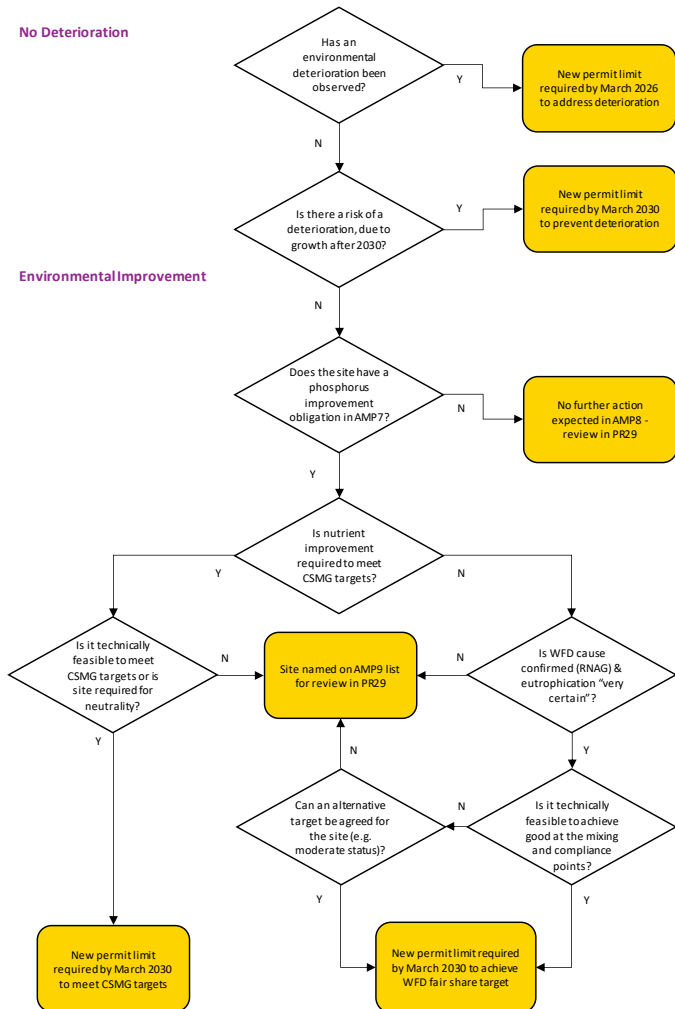 No Deterioration
Has an
environmental
deterioration been
observed?
Y
New permit limit
required by March 2026
to address deterioration
N
Is there a risk of a
deterioration, due to
growth after 2030?
Y
New permit limit
required by March 2030
to prevent deterioration
Environmental Improvement
N
Does the site have a
phosphorus
improvement
obligation in AMP7?
N
No further action
expected in AMP8 -
review in PR29
Y
Is nutrient
improvement
required to meet
CSMG targets?
Y
N
Is it technically
feasible to meet
CSMG targets or is
site required for
neutrality?
N
Site named on AMP9 list
for review in PR29
N
Is WFD cause
confirmed (RNAG) &
eutrophication "very
certain"?
Y
N
Y
Can an alternative
target be agreed for
the site (e.g.
moderate status)?
N
Is it technically
feasible to achieve
good at the mixing
and compliance
points?
Y
Y
New permit limit
required by March 2030
to meet CSMG targets
New permit limit required
by March 2030 to achieve
WFD fair share target